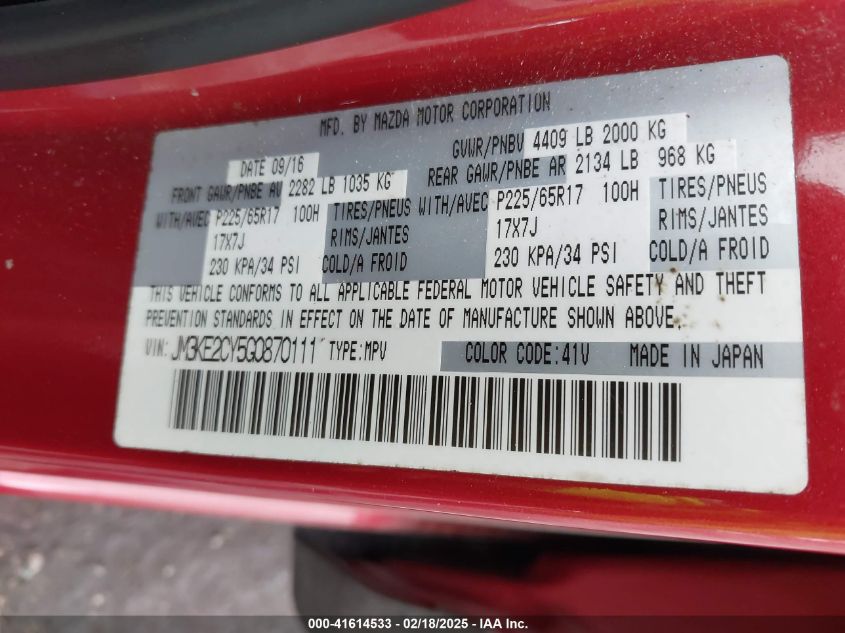 MFD. BY MAZDA MOTOR CORPORATION
DATE 09/16 GVWR/PNBV 4409 LB 2000 KG
FRONT GAWR/PNBE AV 2282 LB 1035 KG REAR GAWR/PNBE AR 2134 LB 968 KG
WITH/AVEC P225/65R17 100H TIRES/PNEUS WITH/AVEC P225/65R17 100H TIRES/PNEUS
17X7J RIMS/JANTES 17X7J RIMS/JANTES
230 KPA/34 PSI COLD/A FROID 230 KPA/34 PSI COLD/A FROID
THIS VEHICLE CONFORMS TO ALL APPLICABLE FEDERAL MOTOR VEHICLE SAFETY AND THEFT
PREVENTION STANDARDS IN EFFECT ON THE DATE OF MANUFACTURE SHOWN ABOVE.
VIN: JM3KE2CY5G0870111 TYPE:MPV COLOR CODE:41V MADE IN JAPAN
000-41614533 - 02/18/2025 - IAA Inc.